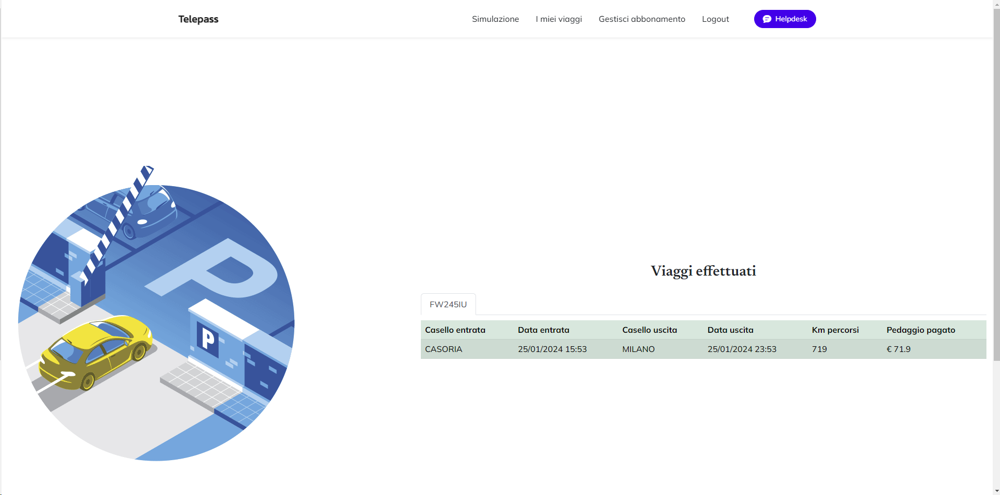 Telepass
Simulazione
I miei viaggi
Gestisci abbonamento
Logout
Helpdesk
P
P
Viaggi effettuati
FW245IU
Casello entrata Data entrata Casello uscita Data uscita Km percorsi Pedaggio pagato
CASORIA 25/01/2024 15:53 MILANO 25/01/2024 23:53 719 € 71.9